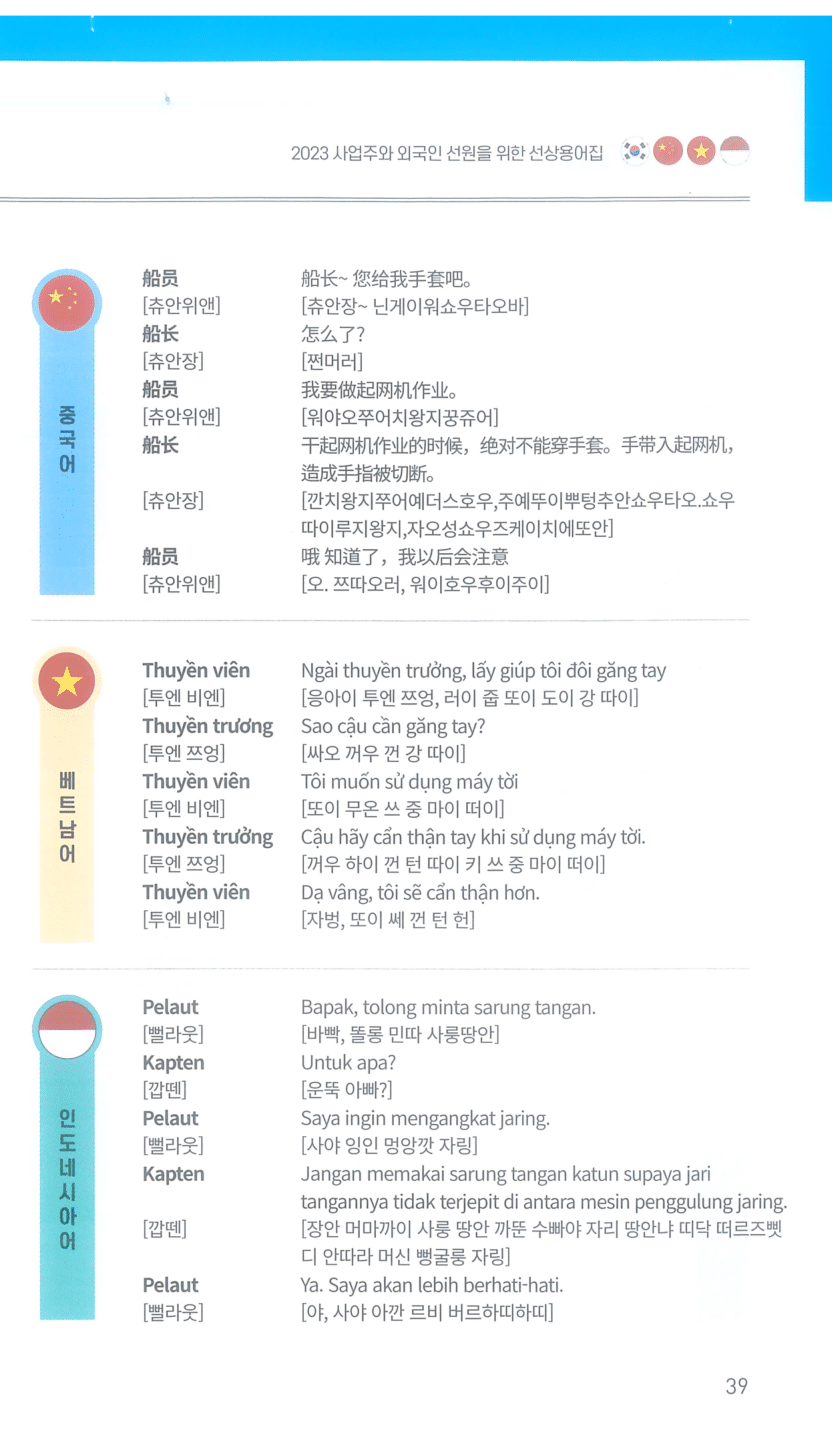 2023 사업주와 외국인 선원을 위한 선상용어집
중국어
船员 船长~ 您给我手套吧。
[츄안위앤] [츄안장~ 닌게이워쇼우타오바]
船长 怎么了?
[츄안장] [쩐머러]
船员 我要做起网机作业。
[츄안위앤] [워야오쭈어치왕지꿍쥬어]
船长 干起网机作业的时候，绝对不能穿手套。手带入起网机，
造成手指被切断。
[츄안장] [깐치왕지쭈어예더스호우,주예뚜이뿌텅추안쇼우타오.쇼우
따이루지왕지,자오성쇼우즈케이치에또안]
船员 哦 知道了，我以后会注意
[츄안위앤] [오. 쯔따오러, 워이호우후이주이]
베트남어
Thuyền viên Ngài thuyền trưởng, lấy giúp tôi đôi găng tay
[투엔 비엔] [응아이 투엔 쯔엉, 러이 줍 또이 도이 강 따이]
Thuyền trương Sao cậu cần găng tay?
[투엔 쯔엉] [싸오 꺼우 껀 강 따이]
Thuyền viên Tôi muốn sử dụng máy tời
[투엔 비엔] [또이 무온 쓰 중 마이 떠이]
Thuyền trưởng Cậu hãy cẩn thận tay khi sử dụng máy tời.
[투엔 쯔엉] [꺼우 하이 껀 턴 따이 키 쓰 중 마이 떠이]
Thuyền viên Dạ vâng, tôi sẽ cẩn thận hơn.
[투엔 비엔] [자벙, 또이 쎄 껀 턴 헌]
인도네시아어
Pelaut Bapak, tolong minta sarung tangan.
[뻘라웃] [바빡, 똘롱 민따 사룽땅안]
Kapten Untuk apa?
[깝뗀] [운뚝 아빠?]
Pelaut Saya ingin mengangkat jaring.
[뻘라웃] [사야 잉인 멍앙깟 자링]
Kapten Jangan memakai sarung tangan katun supaya jari
tangannya tidak terjepit di antara mesin penggulung jaring.
[깝뗀] [장안 머마까이 사룽 땅안 까뚠 수빠야 자리 땅안냐 띠닥 떠르즈삣
디 안따라 머신 뻥굴룽 자링]
Pelaut Ya. Saya akan lebih berhati-hati.
[뻘라웃] [야, 사야 아깐 르비 버르하띠하띠]
39